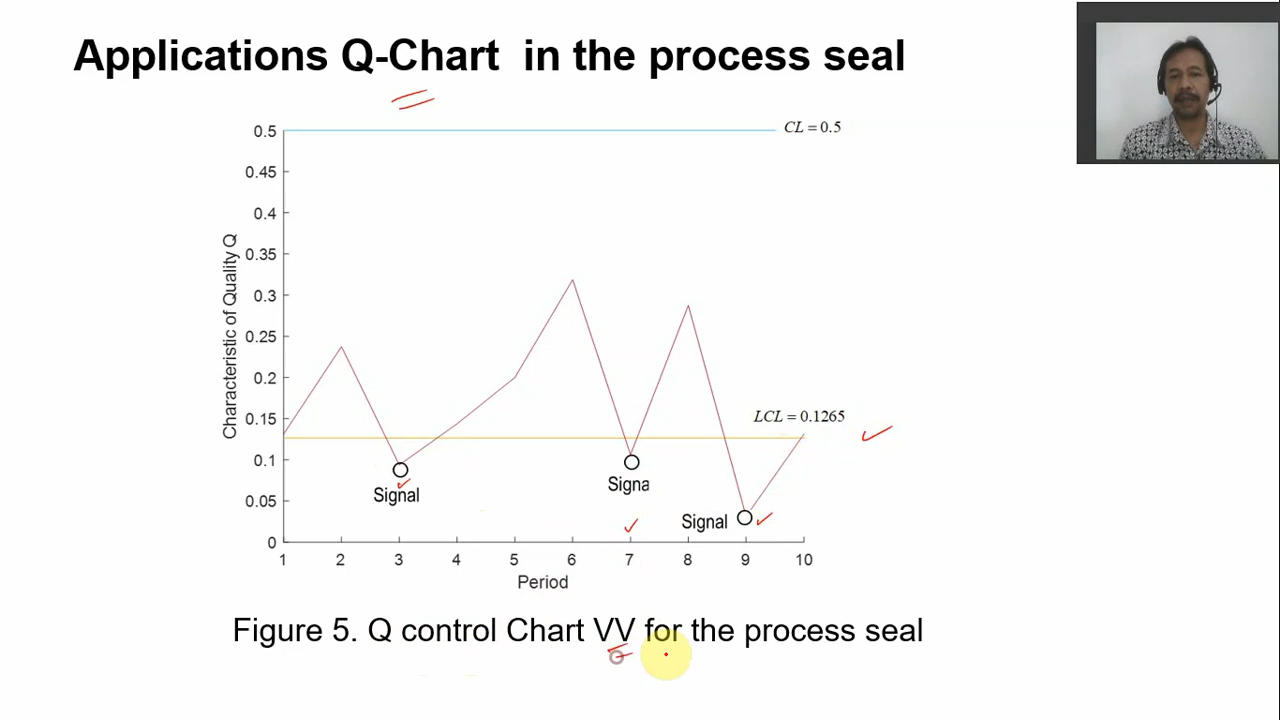 Applications Q-Chart in the process seal
CL = 0.5
0.5
0.45
0.4
0.35
0.3
0.25
0.2
0.15
0.1
0.05
0
Characteristic of Quality Q
LCL = 0.1265
Signal
Signa
Signal
1 2 3 4 5 6 7 8 9 10
Period
Figure 5. Q control Chart VV for the process seal